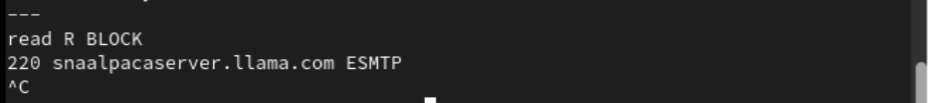 ---
read R BLOCK
220 snaalpacaserver.llama.com ESMTP
^C